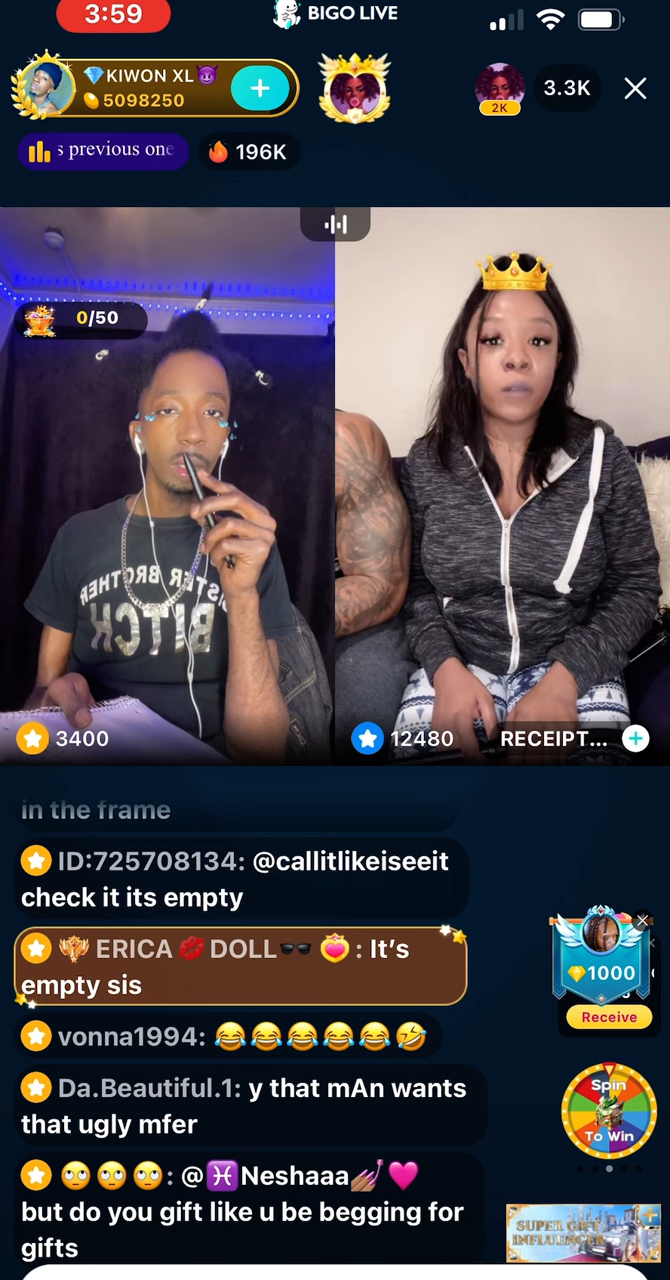 3:59
BIGO LIVE
💎KIWON XL😈
5098250
2K
3.3K
s previous one
196K
0/50
SISTER BROTHER
BITCH
3400
12480
RECEIPT...
in the frame
ID:725708134: @callitlikeiseeit
check it its empty
ERICA 💋 DOLL🕶️ : It's
empty sis
vonna1994: 😂😂😂😂😂🤣
Da.Beautiful.1: y that mAn wants
that ugly mfer
🙄🙄🙄: @♓Neshaaa💅🏽💗
but do you gift like u be begging for
gifts
1000
Receive
Spin
To Win
SUPER GIFT
INFLUENCER